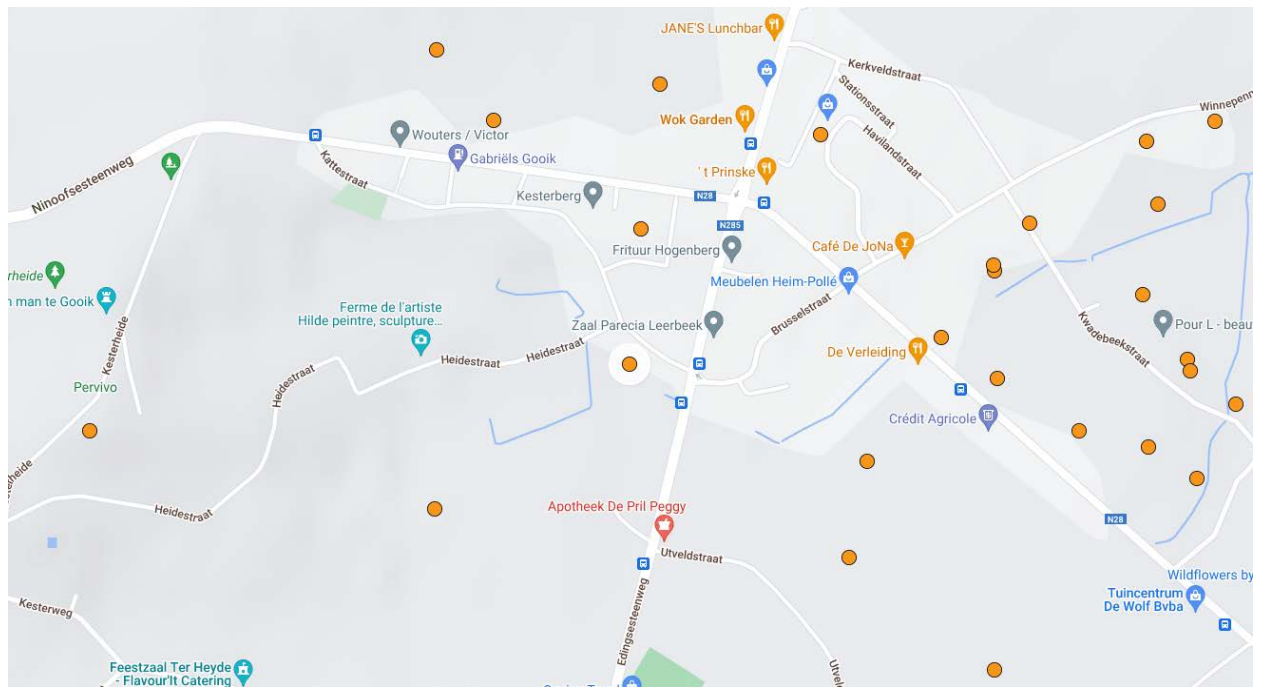 JANE'S Lunchbar
Kerkveldstraat
Stationsstraat
Winnepenn
Wok Garden
Wouters / Victor
Havilandstraat
Gabriëls Gooik
Kattestraat
Ninoofsesteenweg
't Prinske
Kesterberg
N28
N285
Frituur Hogenberg
Café De JoNa
rheide
Meubelen Heim-Pollé
n man te Gooik
Ferme de l'artiste
Hilde peintre, sculpture...
Brusselstraat
Zaal Parecia Leerbeek
Pour L - beau
Kwadebeekstraat
Kesterheide
Heidestraat
Heidestraat
De Verleiding
Heidestraat
Pervivo
Crédit Agricole
Heidestraat
Apotheek De Pril Peggy
N28
Utveldstraat
Wildflowers by
Tuincentrum
De Wolf Bvba
Kesterweg
Edingsesteenweg
Feestzaal Ter Heyde
- Flavour'It Catering